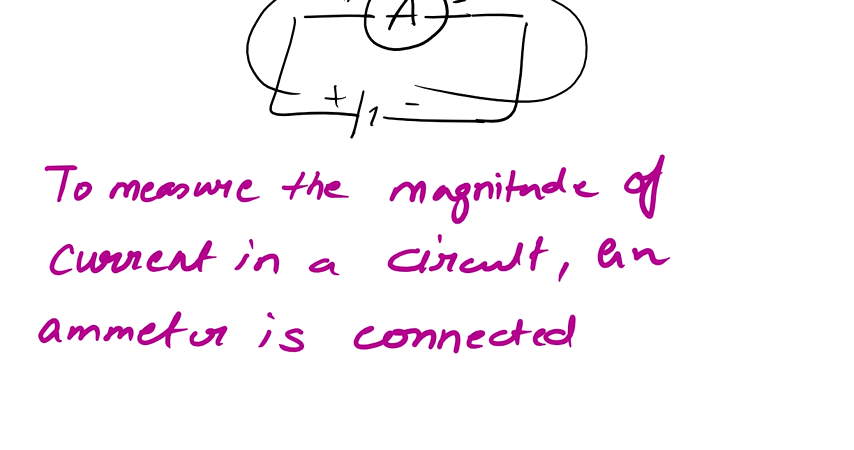 + A -
+ -
To measure the magnitude of
current in a circuit, an
ammeter is connected